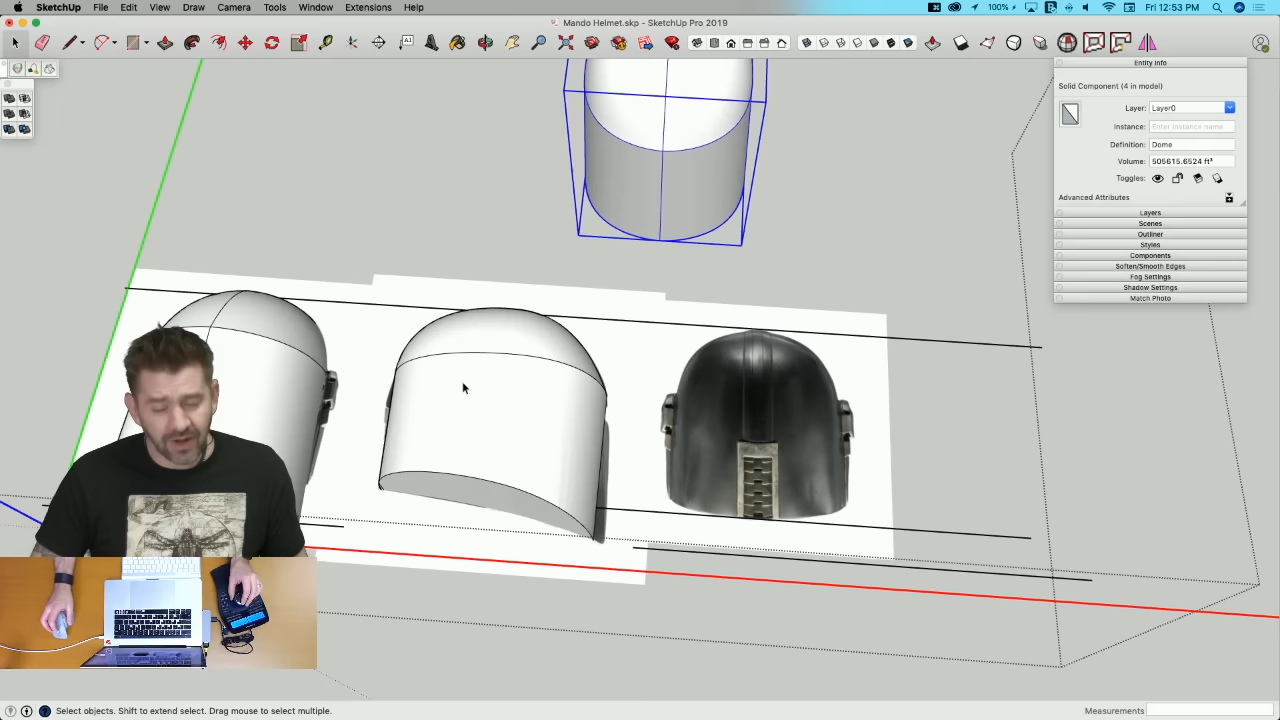 SketchUp File Edit View Draw Camera Tools Window Extensions Help
100% Fri 12:53 PM
Mando Helmet.skp - SketchUp Pro 2019
Entity Info
Solid Component (4 in model)
Layer: Layer0
Instance: Enter instance name
Definition: Dome
Volume: 505615.6524 ft³
Toggles:
Advanced Attributes
Layers
Scenes
Outliner
Styles
Components
Soften/Smooth Edges
Fog Settings
Shadow Settings
Match Photo
Select objects. Shift to extend select. Drag mouse to select multiple.
Measurements